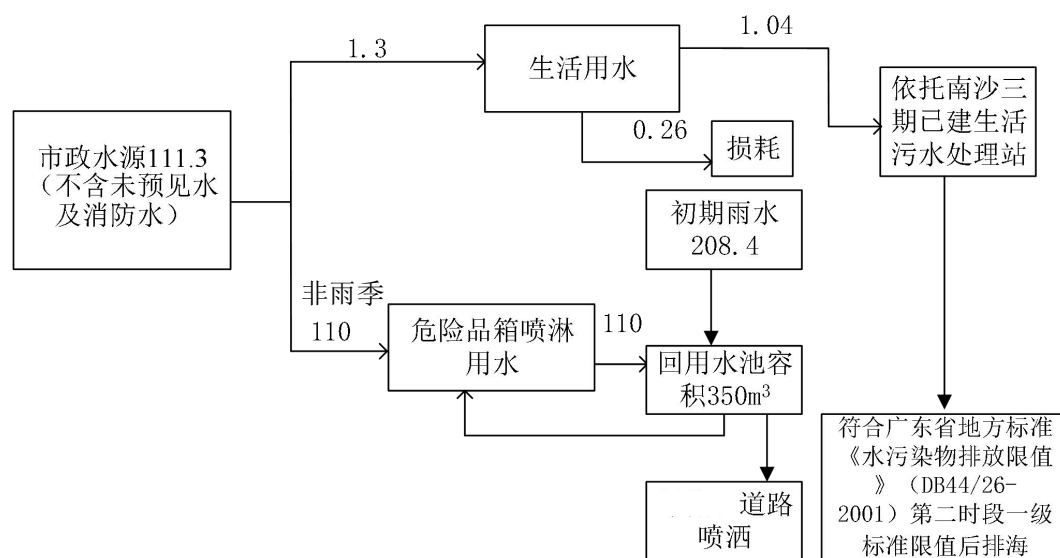 1.3
生活用水
1.04
依托南沙三
期已建生活
污水处理站
0.26
损耗
市政水源111.3
（不含未预见水
及消防水）
初期雨水
208.4
非雨季
110
危险品箱喷淋
用水
110
回用水池容
积350m³
道路
喷洒
符合广东省地方标准
《水污染物排放限值
》（DB44/26-
2001）第二时段一级
标准限值后排海